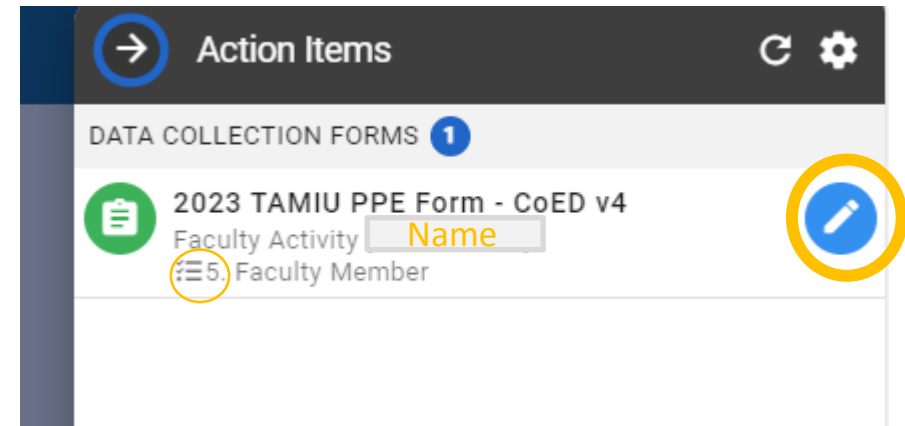 Action Items
DATA COLLECTION FORMS 1
2023 TAMIU PPE Form - CoED v4
Faculty Activity Name
5. Faculty Member